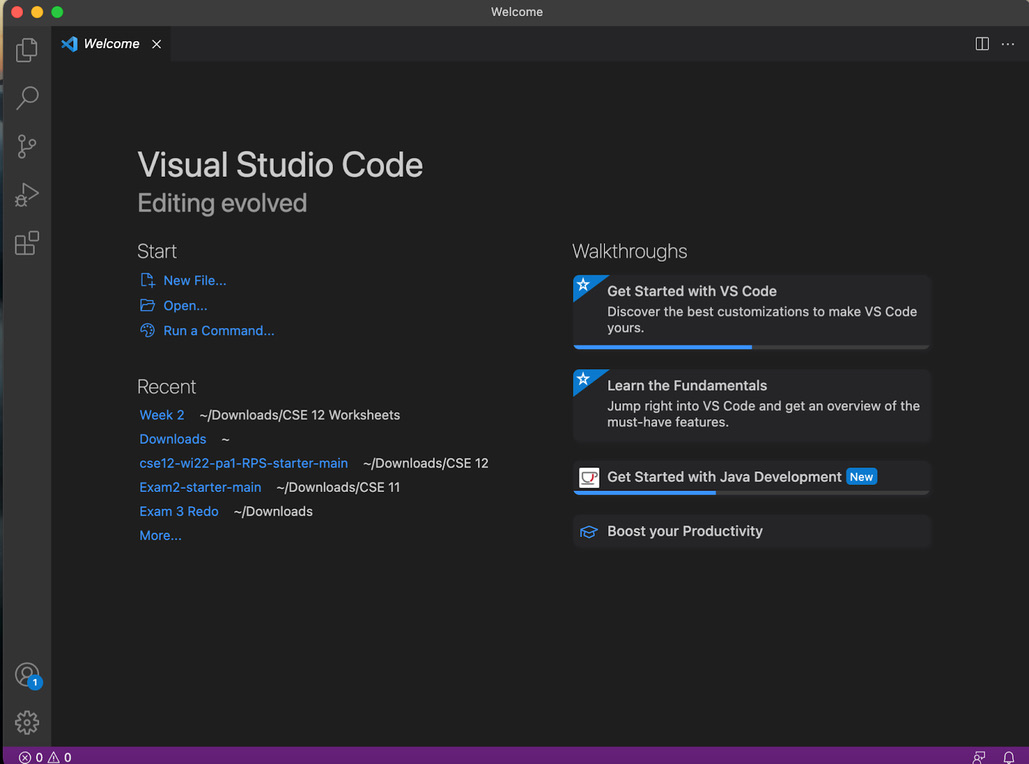 Welcome
Welcome
Visual Studio Code
Editing evolved
Start
New File...
Open...
Run a Command...
Recent
Week 2 ~/Downloads/CSE 12 Worksheets
Downloads ~
cse12-wi22-pa1-RPS-starter-main ~/Downloads/CSE 12
Exam2-starter-main ~/Downloads/CSE 11
Exam 3 Redo ~/Downloads
More...
Walkthroughs
Get Started with VS Code
Discover the best customizations to make VS Code
yours.
Learn the Fundamentals
Jump right into VS Code and get an overview of the
must-have features.
Get Started with Java Development New
Boost your Productivity
1
0 0